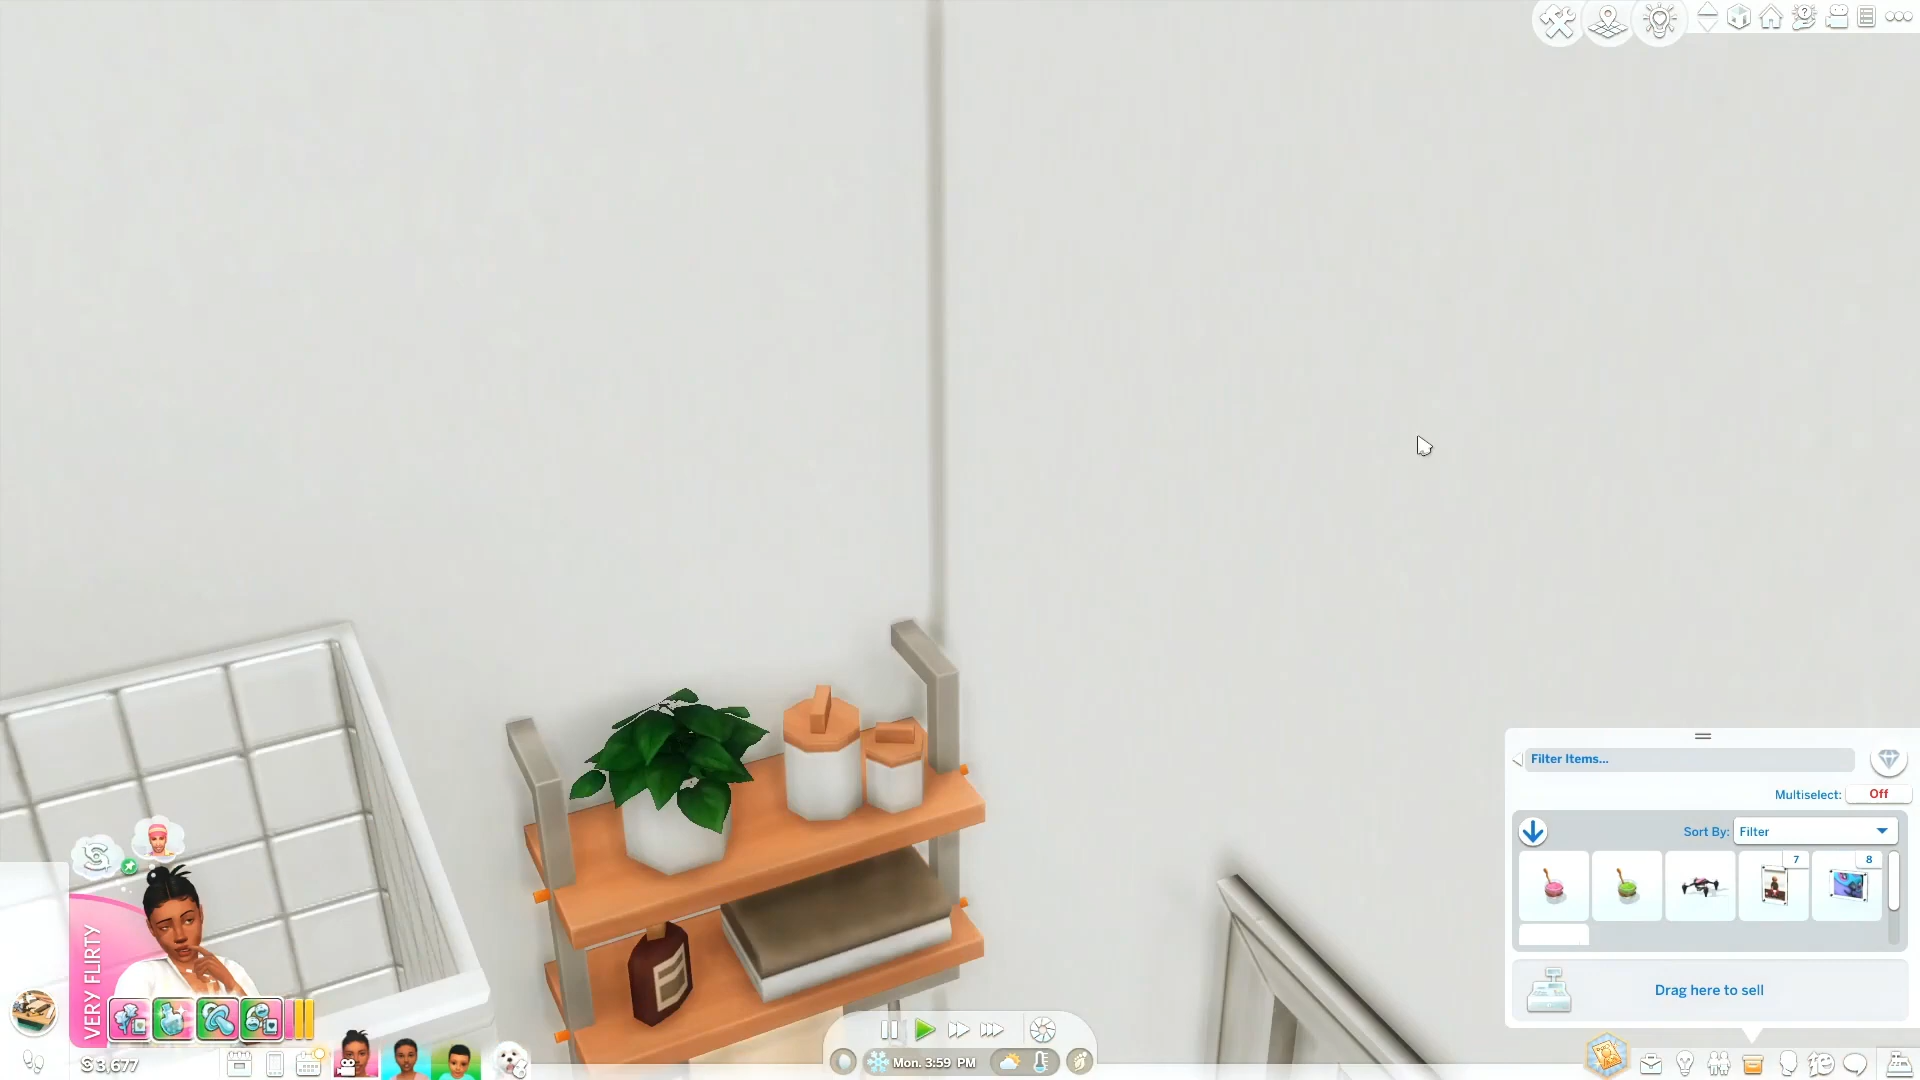 Filter Items...
Multiselect: Off
Sort By: Filter
7
8
Drag here to sell
VERY FLIRTY
3,677
Mon. 3:59 PM